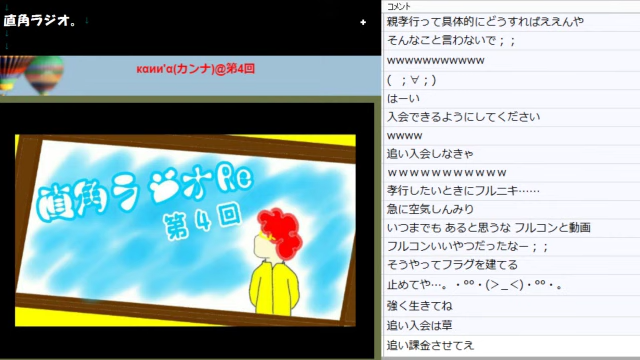 直角ラジオ。
↓
↓
↓
+
καии'α(カンナ)@第4回
直角ラジオRe
第4回
コメント
親孝行って具体的にどうすればええんや
そんなこと言わないで；；
wwwwwwwwwww
(　；∀；)
はーい
入会できるようにしてください
wwww
追い入会しなきゃ
ｗｗｗｗｗｗｗｗｗｗｗ
孝行したいときにフルニキ……
急に空気しんみり
いつまでも あると思うな フルコンと動画
フルコンいいやつだったなー；；
そうやってフラグを建てる
止めてや…。・°°・(＞_＜)・°°・。
強く生きてね
追い入会は草
追い課金させてえ